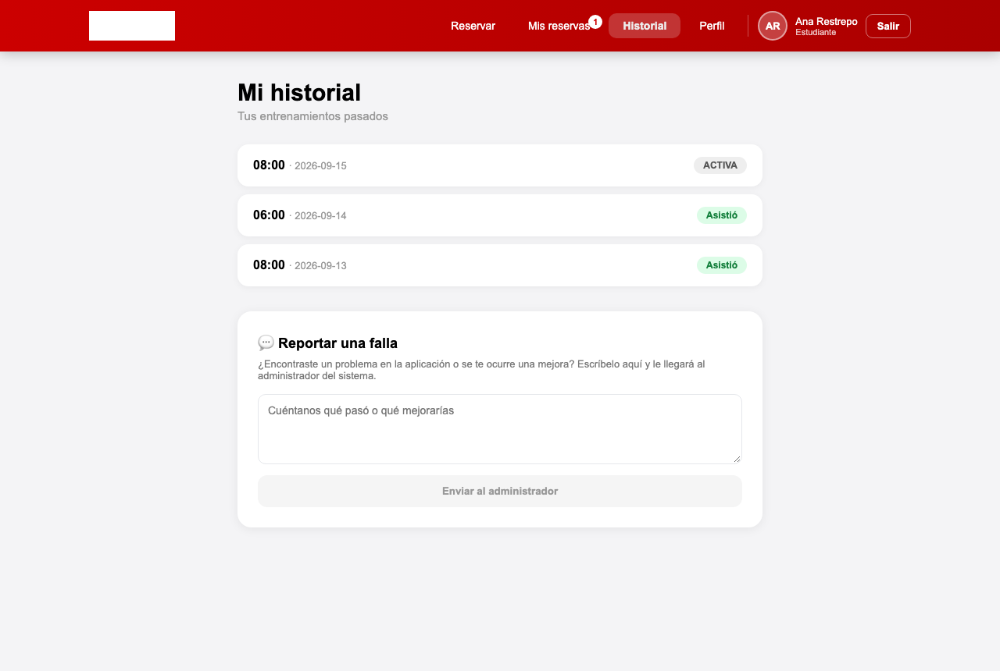 Reservar
Mis reservas 1
Historial
Perfil
AR
Ana Restrepo
Estudiante
Salir
Mi historial
Tus entrenamientos pasados
08:00 · 2026-09-15 ACTIVA
06:00 · 2026-09-14 Asistió
08:00 · 2026-09-13 Asistió
💬 Reportar una falla
¿Encontraste un problema en la aplicación o se te ocurre una mejora? Escríbelo aquí y le llegará al
administrador del sistema.
Cuéntanos qué pasó o qué mejorarías
Enviar al administrador